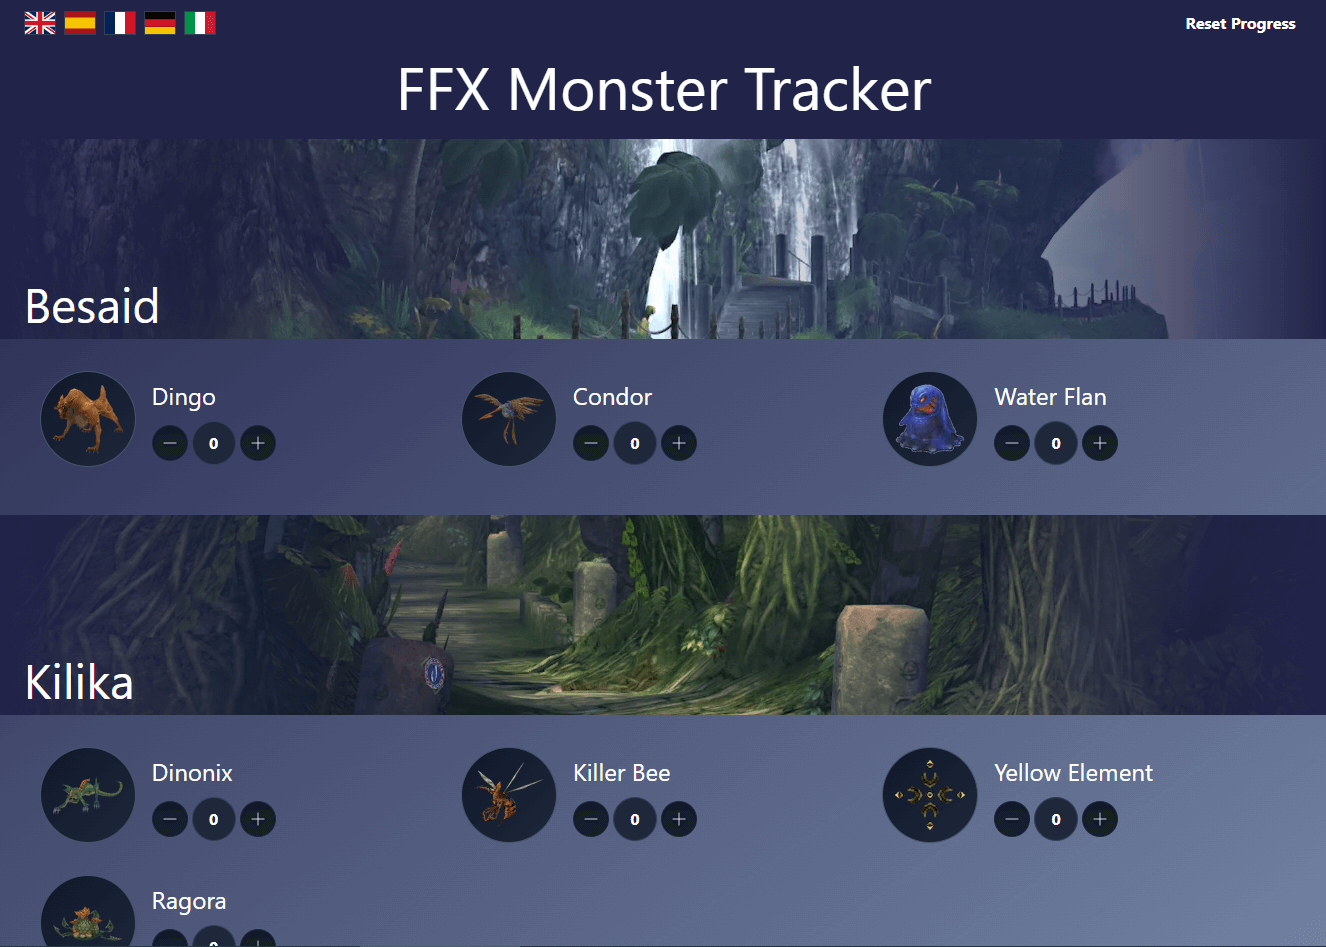 Reset Progress
FFX Monster Tracker
Besaid
Dingo
Condor
Water Flan
− 0 +
− 0 +
− 0 +
Kilika
Dinonix
Killer Bee
Yellow Element
− 0 +
− 0 +
− 0 +
Ragora
− 0 +